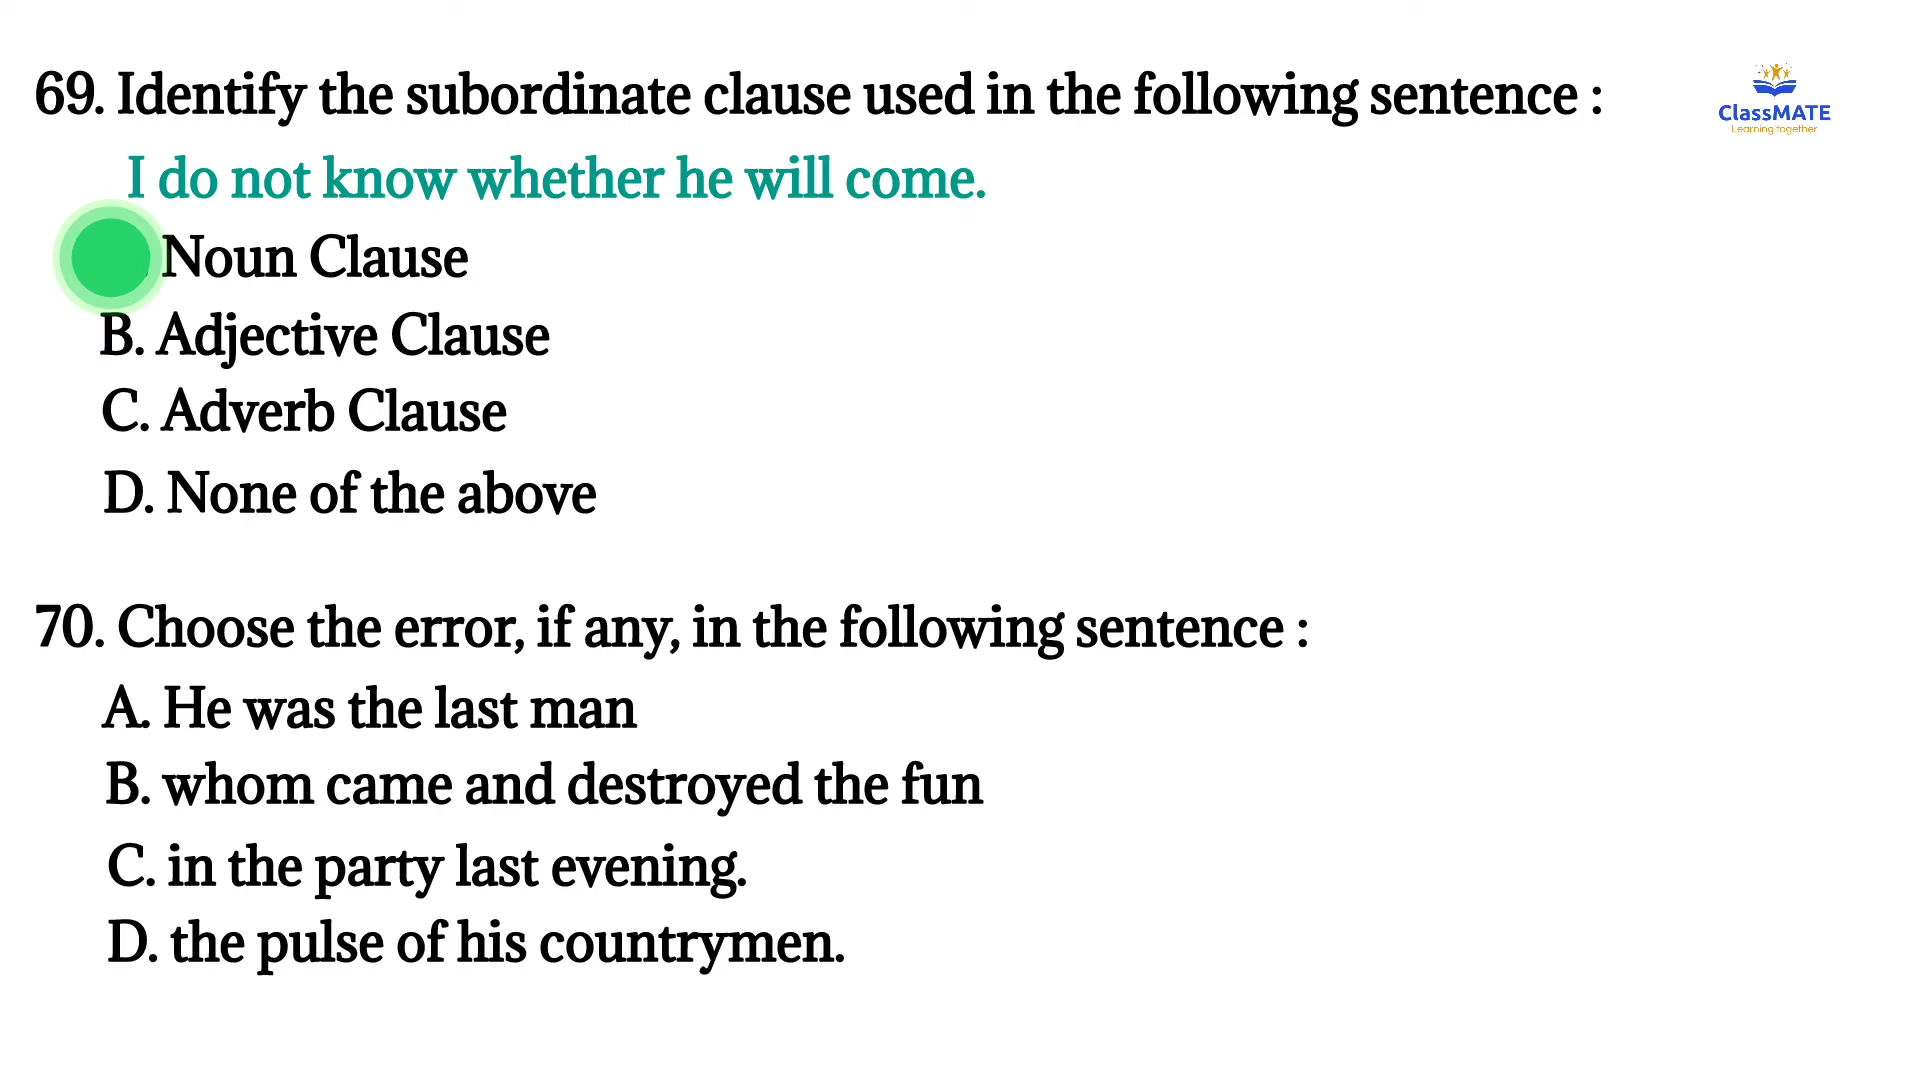 69. Identify the subordinate clause used in the following sentence :
ClassMATE
Learning together
I do not know whether he will come.
Noun Clause
B. Adjective Clause
C. Adverb Clause
D. None of the above
70. Choose the error, if any, in the following sentence :
A. He was the last man
B. whom came and destroyed the fun
C. in the party last evening.
D. the pulse of his countrymen.